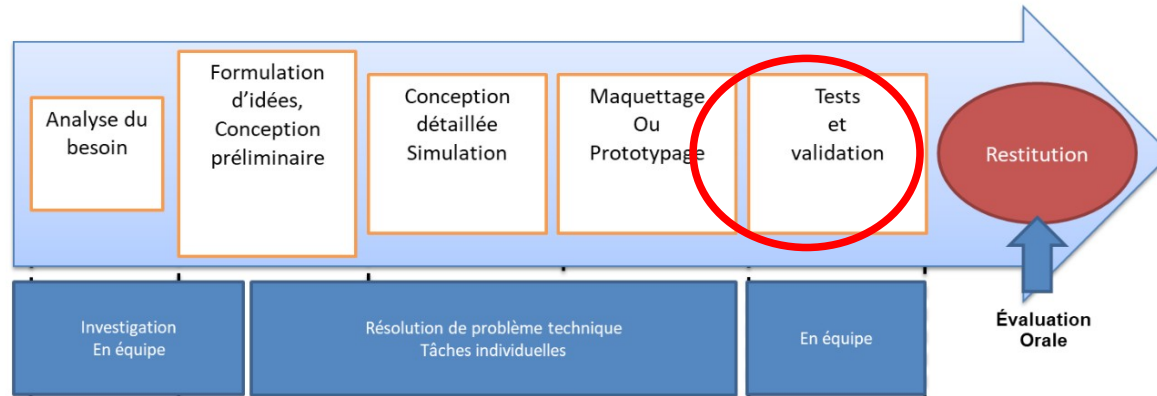 Analyse du
besoin
Formulation
d'idées,
Conception
préliminaire
Conception
détaillée
Simulation
Maquettage
Ou
Prototypage
Tests
et
validation
Restitution
Investigation
En équipe
Résolution de problème technique
Tâches individuelles
En équipe
Évaluation
Orale